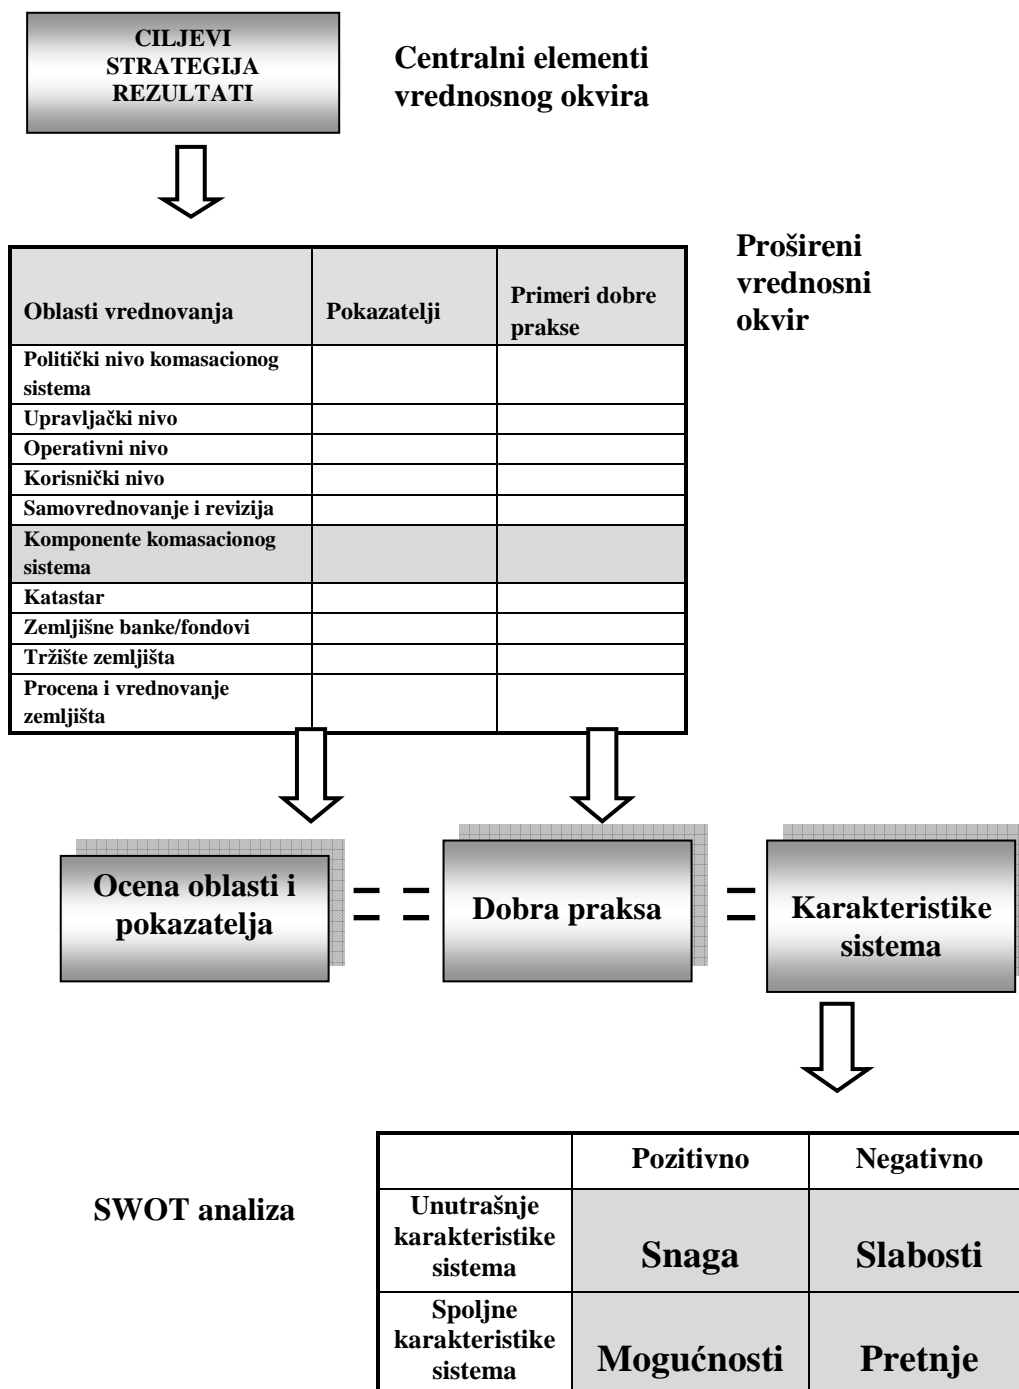 CILJEVI
STRATEGIJA
REZULTATI
Centralni elementi
vrednosnog okvira
Prošireni
vrednosni
okvir
Oblasti vrednovanja
Pokazatelji
Primeri dobre
prakse
Politički nivo komasacionog
sistema
Upravljački nivo
Operativni nivo
Korisnički nivo
Samovrednovanje i revizija
Komponente komasacionog
sistema
Katastar
Zemljišne banke/fondovi
Tržište zemljišta
Procena i vrednovanje
zemljišta
Ocena oblasti i
pokazatelja
Dobra praksa
Karakteristike
sistema
SWOT analiza
Pozitivno
Negativno
Unutrašnje
karakteristike
sistema
Snaga
Slabosti
Spoljne
karakteristike
sistema
Mogućnosti
Pretnje